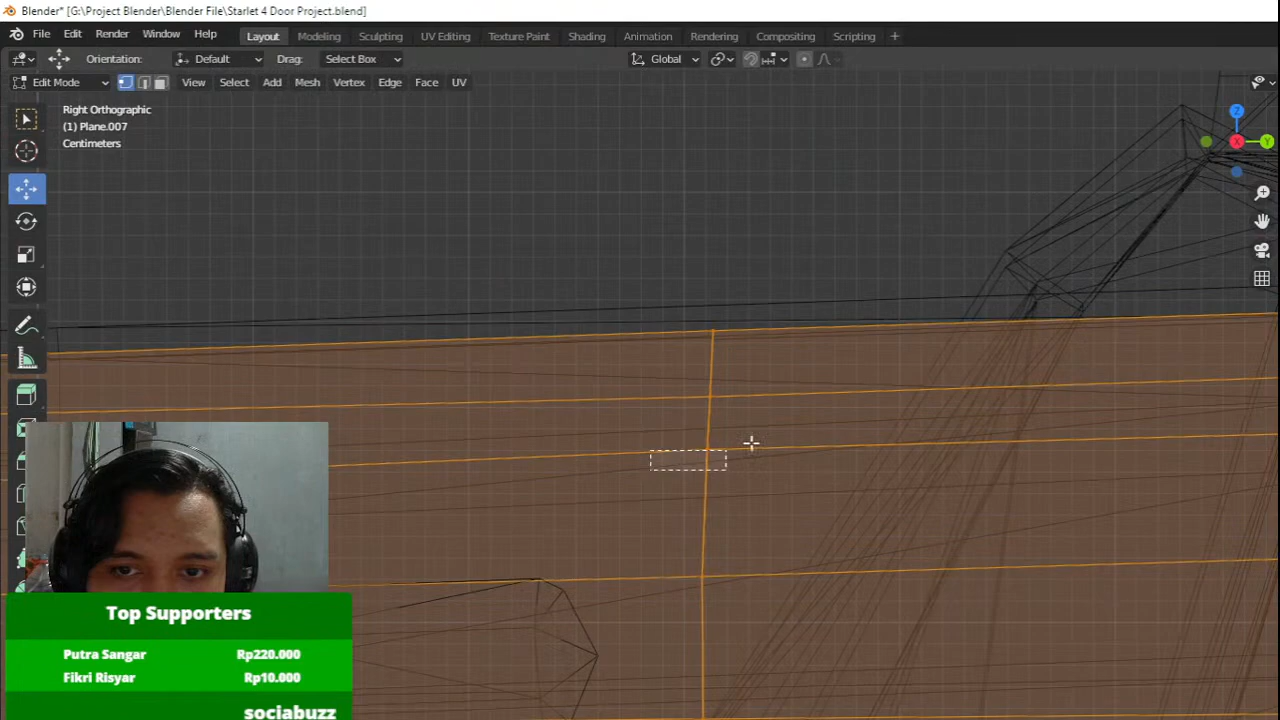 Blender* [G:\Project Blender\Blender File\Starlet 4 Door Project.blend]
File Edit Render Window Help Layout Modeling Sculpting UV Editing Texture Paint Shading Animation Rendering Compositing Scripting +
Orientation: Default Drag: Select Box Global
Edit Mode View Select Add Mesh Vertex Edge Face UV
Right Orthographic
(1) Plane.007
Centimeters
Z
X
Y
Top Supporters
Putra Sangar Rp220.000
Fikri Risyar Rp10.000
sociabuzz